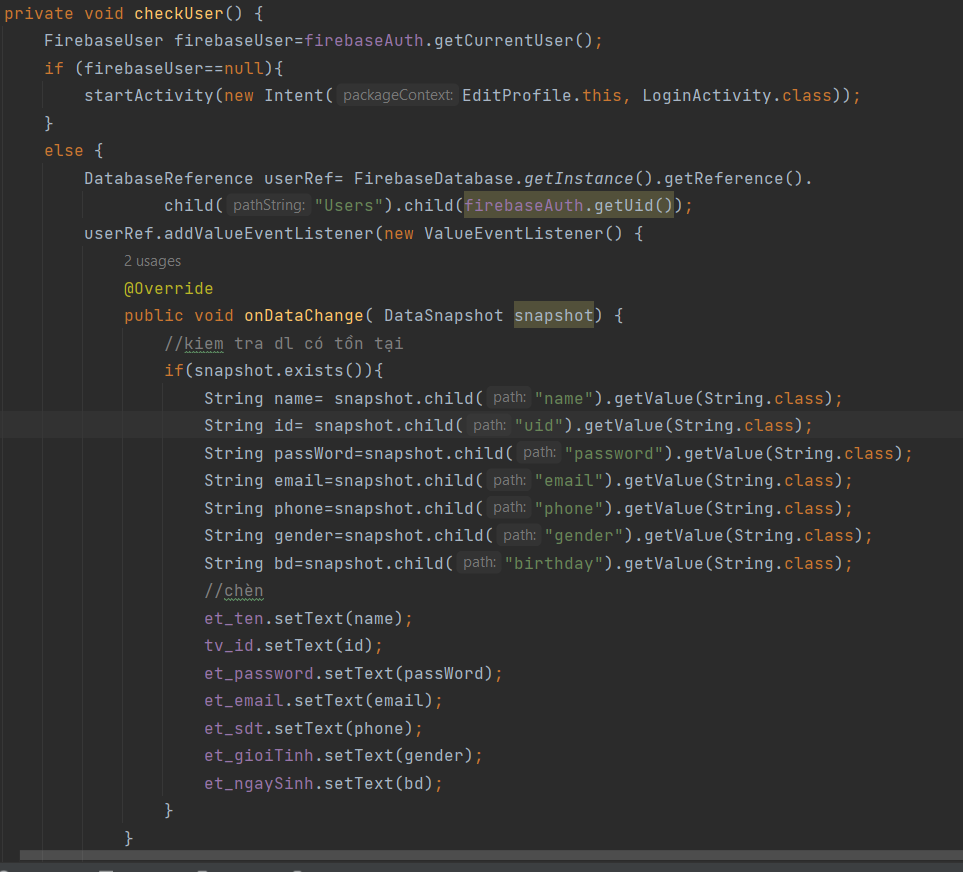 private void checkUser() {
FirebaseUser firebaseUser=firebaseAuth.getCurrentUser();
if (firebaseUser==null){
startActivity(new Intent( packageContext: EditProfile.this, LoginActivity.class));
}
else {
DatabaseReference userRef= FirebaseDatabase.getInstance().getReference().
child( pathString: "Users").child(firebaseAuth.getUid());
userRef.addValueEventListener(new ValueEventListener() {
2 usages
@Override
public void onDataChange( DataSnapshot snapshot) {
//kiem tra dl có tồn tại
if(snapshot.exists()){
String name= snapshot.child( path: "name").getValue(String.class);
String id= snapshot.child( path: "uid").getValue(String.class);
String passWord=snapshot.child( path: "password").getValue(String.class);
String email=snapshot.child( path: "email").getValue(String.class);
String phone=snapshot.child( path: "phone").getValue(String.class);
String gender=snapshot.child( path: "gender").getValue(String.class);
String bd=snapshot.child( path: "birthday").getValue(String.class);
//chèn
et_ten.setText(name);
tv_id.setText(id);
et_password.setText(passWord);
et_email.setText(email);
et_sdt.setText(phone);
et_gioiTinh.setText(gender);
et_ngaySinh.setText(bd);
}
}